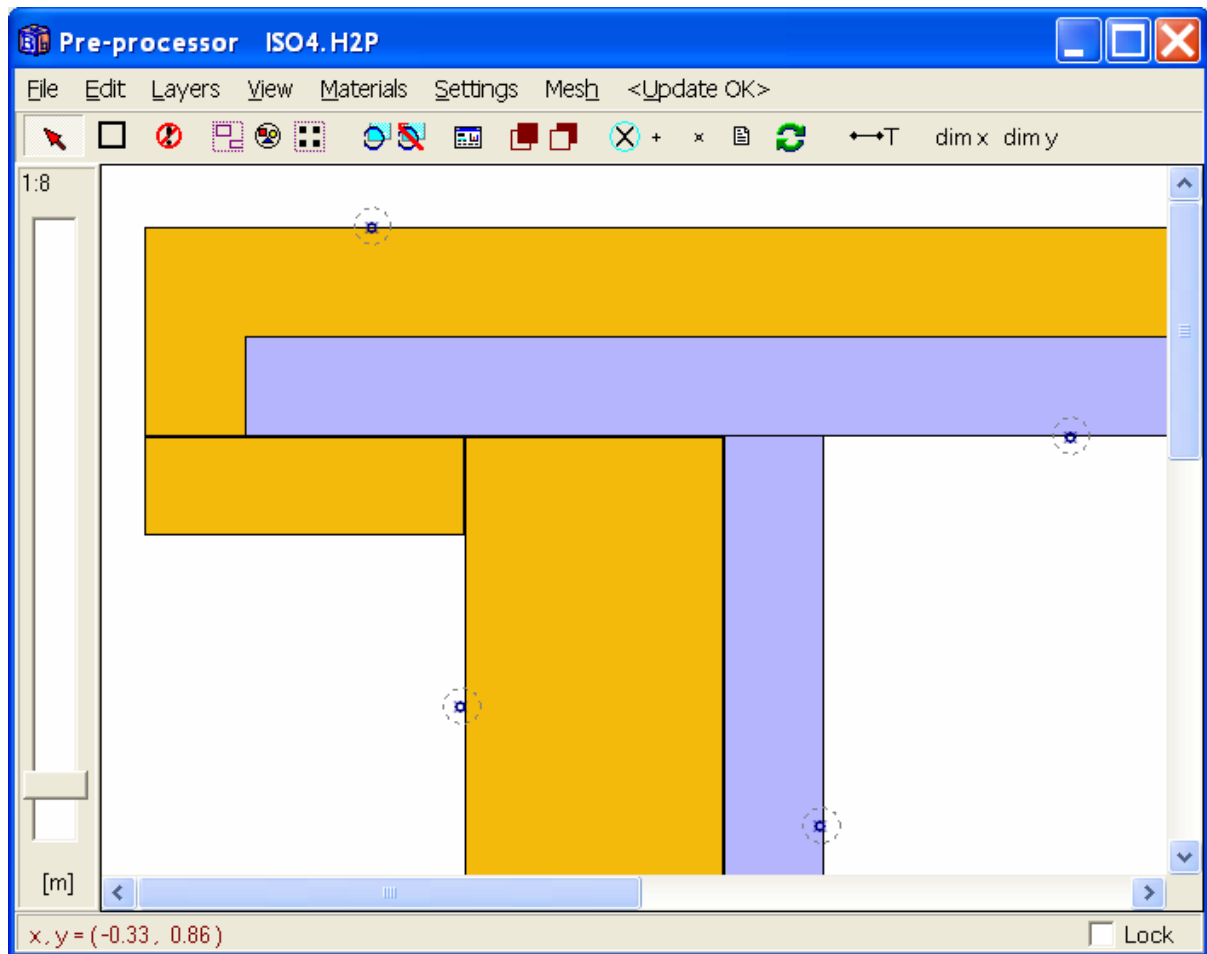 Pre-processor ISO4.H2P
File Edit Layers View Materials Settings Mesh <Update OK>
T dim x dim y
1:8
[m]
x, y = (-0.33, 0.86) Lock